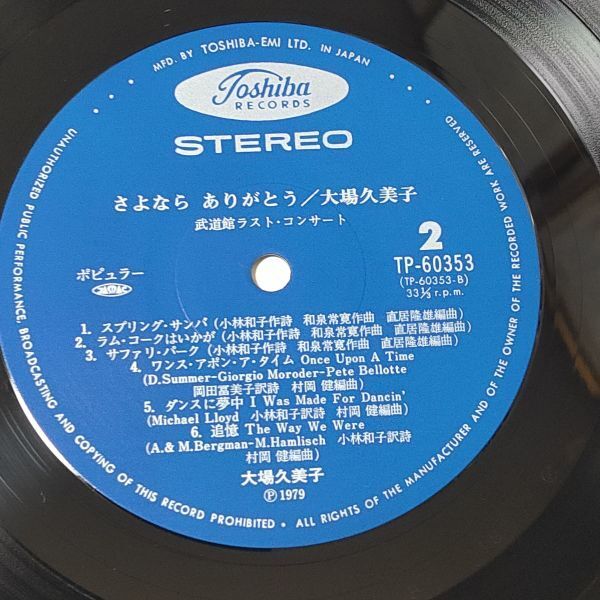 MFD. BY TOSHIBA-EMI LTD. IN JAPAN
Toshiba
RECORDS
STEREO
さよなら ありがとう／大場久美子
武道館ラスト・コンサート
2
TP-60353
(TP-60353-B)
33⅓ r.p.m.
ポピュラー
1. スプリング・サンバ (小林和子作詩 和泉常寛作曲 直居隆雄編曲)
2. ラム・コークはいかが (小林和子作詩 和泉常寛作曲 直居隆雄編曲)
3. サファリ・パーク (小林和子作詩 和泉常寛作曲 直居隆雄編曲)
4. ワンス・アポン・ア・タイム Once Upon A Time
(D.Summer-Giorgio Moroder-Pete Bellotte
岡田冨美子訳詩 村岡 健編曲)
5. ダンスに夢中 I Was Made For Dancin'
(Michael Lloyd 小林和子訳詩 村岡 健編曲)
6. 追憶 The Way We Were
(A.& M.Bergman-M.Hamlisch 小林和子訳詩
村岡 健編曲)
大場久美子
Ⓟ 1979
UNAUTHORIZED PUBLIC PERFORMANCE BROADCASTING AND COPYING OF THIS RECORD PROHIBITED • ALL RIGHTS OF THE MANUFACTURER AND OF THE OWNER OF THE RECORDED WORK ARE RESERVED